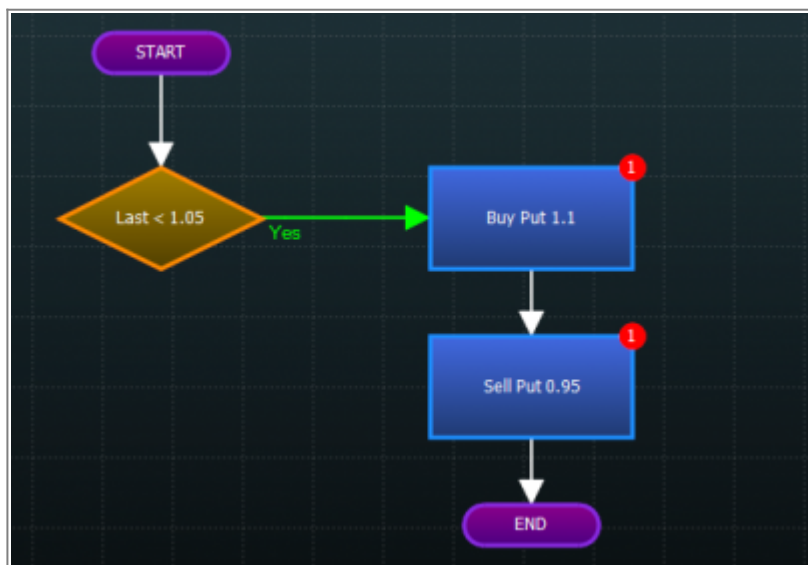 START
Last < 1.05
Yes
1
Buy Put 1.1
1
Sell Put 0.95
END